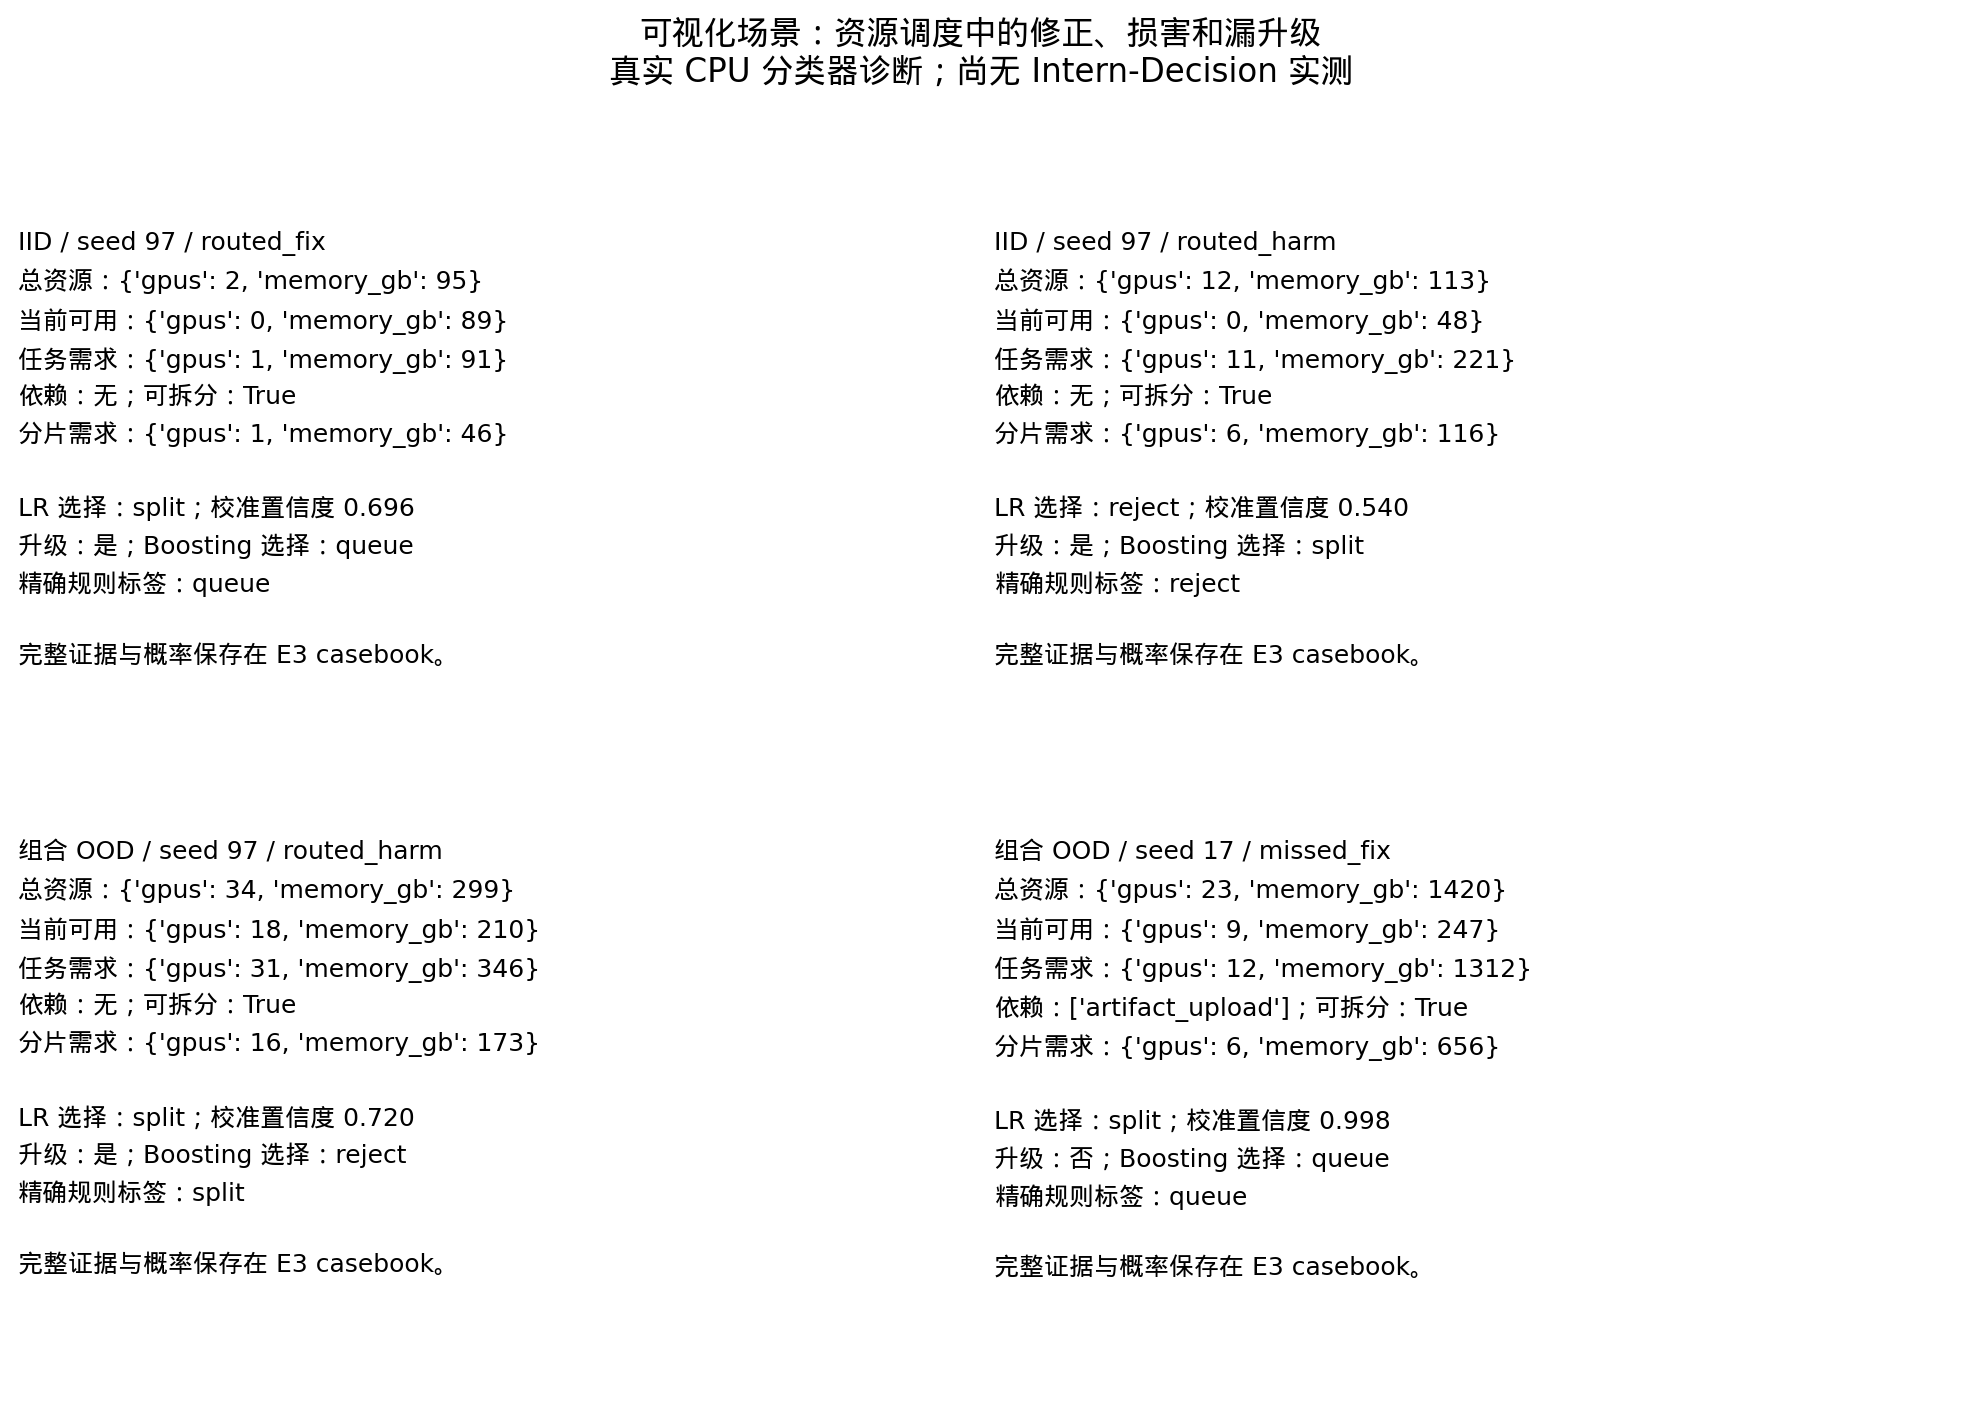 可视化场景：资源调度中的修正、损害和漏升级
真实 CPU 分类器诊断；尚无 Intern-Decision 实测
IID / seed 97 / routed_fix
总资源：{'gpus': 2, 'memory_gb': 95}
当前可用：{'gpus': 0, 'memory_gb': 89}
任务需求：{'gpus': 1, 'memory_gb': 91}
依赖：无；可拆分：True
分片需求：{'gpus': 1, 'memory_gb': 46}
LR 选择：split；校准置信度 0.696
升级：是；Boosting 选择：queue
精确规则标签：queue
完整证据与概率保存在 E3 casebook。
IID / seed 97 / routed_harm
总资源：{'gpus': 12, 'memory_gb': 113}
当前可用：{'gpus': 0, 'memory_gb': 48}
任务需求：{'gpus': 11, 'memory_gb': 221}
依赖：无；可拆分：True
分片需求：{'gpus': 6, 'memory_gb': 116}
LR 选择：reject；校准置信度 0.540
升级：是；Boosting 选择：split
精确规则标签：reject
完整证据与概率保存在 E3 casebook。
组合 OOD / seed 97 / routed_harm
总资源：{'gpus': 34, 'memory_gb': 299}
当前可用：{'gpus': 18, 'memory_gb': 210}
任务需求：{'gpus': 31, 'memory_gb': 346}
依赖：无；可拆分：True
分片需求：{'gpus': 16, 'memory_gb': 173}
LR 选择：split；校准置信度 0.720
升级：是；Boosting 选择：reject
精确规则标签：split
完整证据与概率保存在 E3 casebook。
组合 OOD / seed 17 / missed_fix
总资源：{'gpus': 23, 'memory_gb': 1420}
当前可用：{'gpus': 9, 'memory_gb': 247}
任务需求：{'gpus': 12, 'memory_gb': 1312}
依赖：['artifact_upload']；可拆分：True
分片需求：{'gpus': 6, 'memory_gb': 656}
LR 选择：split；校准置信度 0.998
升级：否；Boosting 选择：queue
精确规则标签：queue
完整证据与概率保存在 E3 casebook。